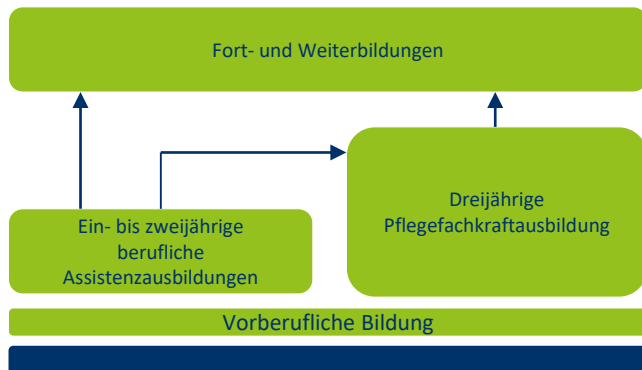 Fort- und Weiterbildungen
Dreijährige
Pflegefachkraftausbildung
Ein- bis zweijährige
berufliche
Assistenzausbildungen
Vorberufliche Bildung